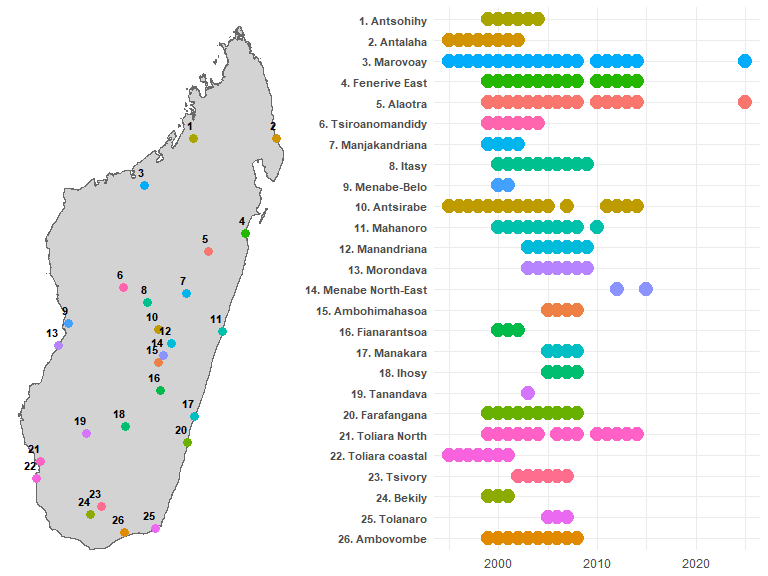 1
2
3
4
5
6
7
8
9
10
11
12
13
14
15
16
17
18
19
20
21
22
23
24
25
26
1. Antsohihy
2. Antalaha
3. Marovoay
4. Fenerive East
5. Alaotra
6. Tsiroanomandidy
7. Manjakandriana
8. Itasy
9. Menabe-Belo
10. Antsirabe
11. Mahanoro
12. Manandriana
13. Morondava
14. Menabe North-East
15. Ambohimahasoa
16. Fianarantsoa
17. Manakara
18. Ihosy
19. Tanandava
20. Farafangana
21. Toliara North
22. Toliara coastal
23. Tsivory
24. Bekily
25. Tolanaro
26. Ambovombe
2000 2010 2020